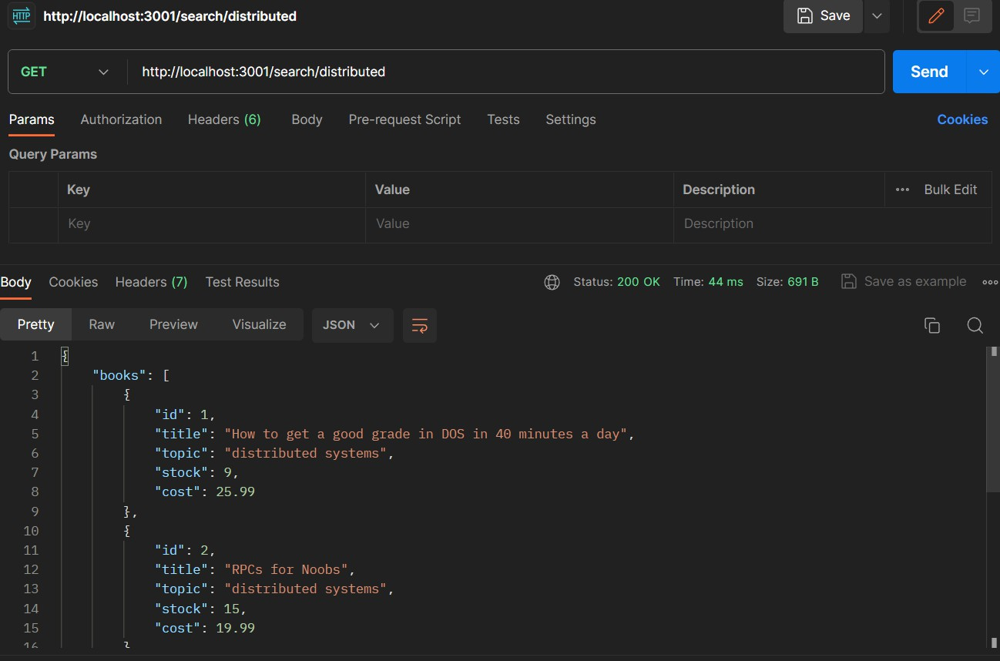 HTTP http://localhost:3001/search/distributed Save
GET http://localhost:3001/search/distributed Send
Params Authorization Headers (6) Body Pre-request Script Tests Settings Cookies
Query Params
Key Value Description Bulk Edit
Key Value Description
Body Cookies Headers (7) Test Results Status: 200 OK Time: 44 ms Size: 691 B Save as example
Pretty Raw Preview Visualize JSON
1 {
2 "books": [
3 {
4 "id": 1,
5 "title": "How to get a good grade in DOS in 40 minutes a day",
6 "topic": "distributed systems",
7 "stock": 9,
8 "cost": 25.99
9 },
10 {
11 "id": 2,
12 "title": "RPCs for Noobs",
13 "topic": "distributed systems",
14 "stock": 15,
15 "cost": 19.99
16 }